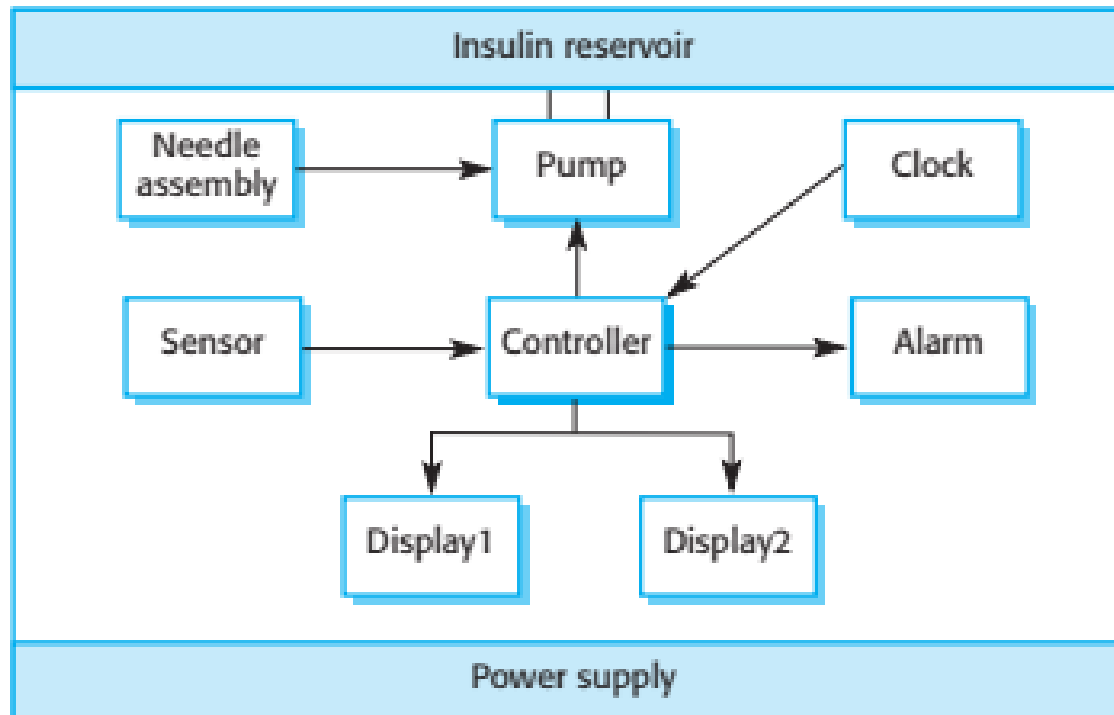 Insulin reservoir
Needle
assembly
Pump
Clock
Sensor
Controller
Alarm
Display1
Display2
Power supply